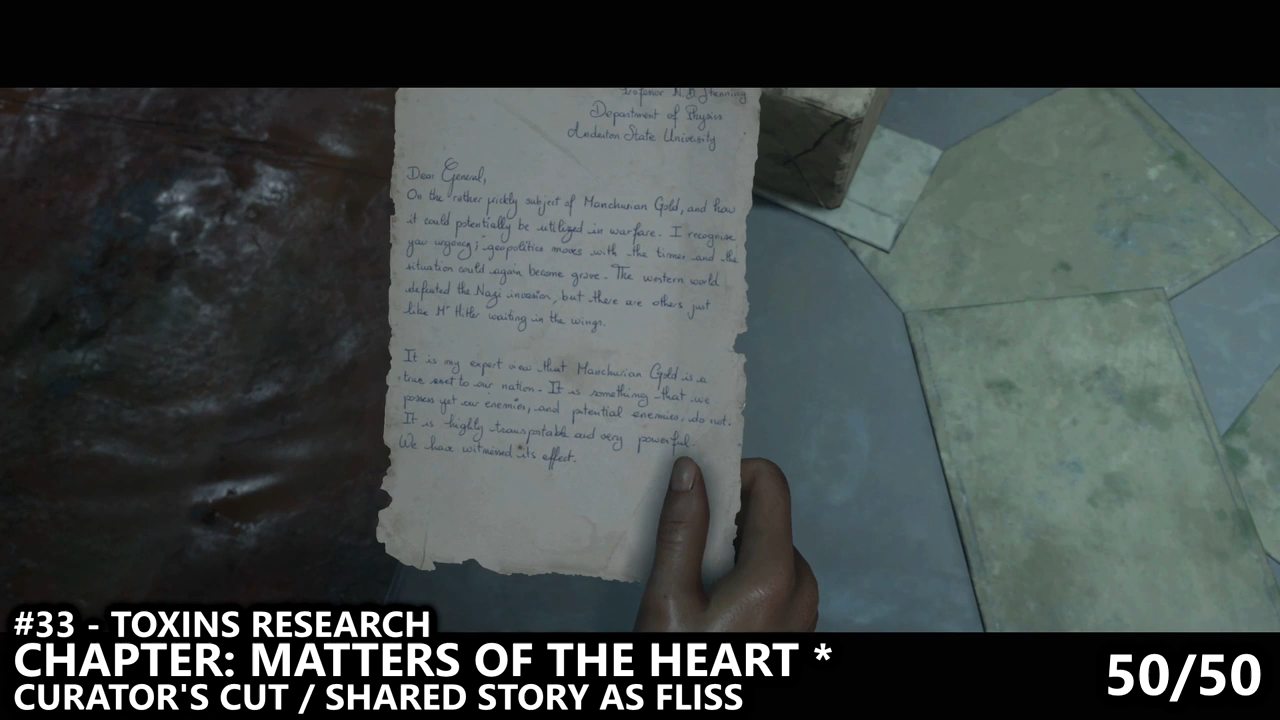 Professor N.B.
Department of Physics
Anderson State University
Dear General,
On the rather prickly subject of Manchurian Gold, and how
it could potentially be utilized in warfare. I recognise
your urgency; geopolitics moves with the times and the
situation could again become grave. The western world
defeated the Nazi invasion, but there are others just
like Mr Hitler waiting in the wings.
It is my expert view that Manchurian Gold is a
true asset to our nation. It is something that we
possess yet our enemies, and potential enemies, do not.
It is highly transportable and very powerful.
We have witnessed its effect.
#33 - TOXINS RESEARCH
CHAPTER: MATTERS OF THE HEART *
CURATOR'S CUT / SHARED STORY AS FLISS
50/50